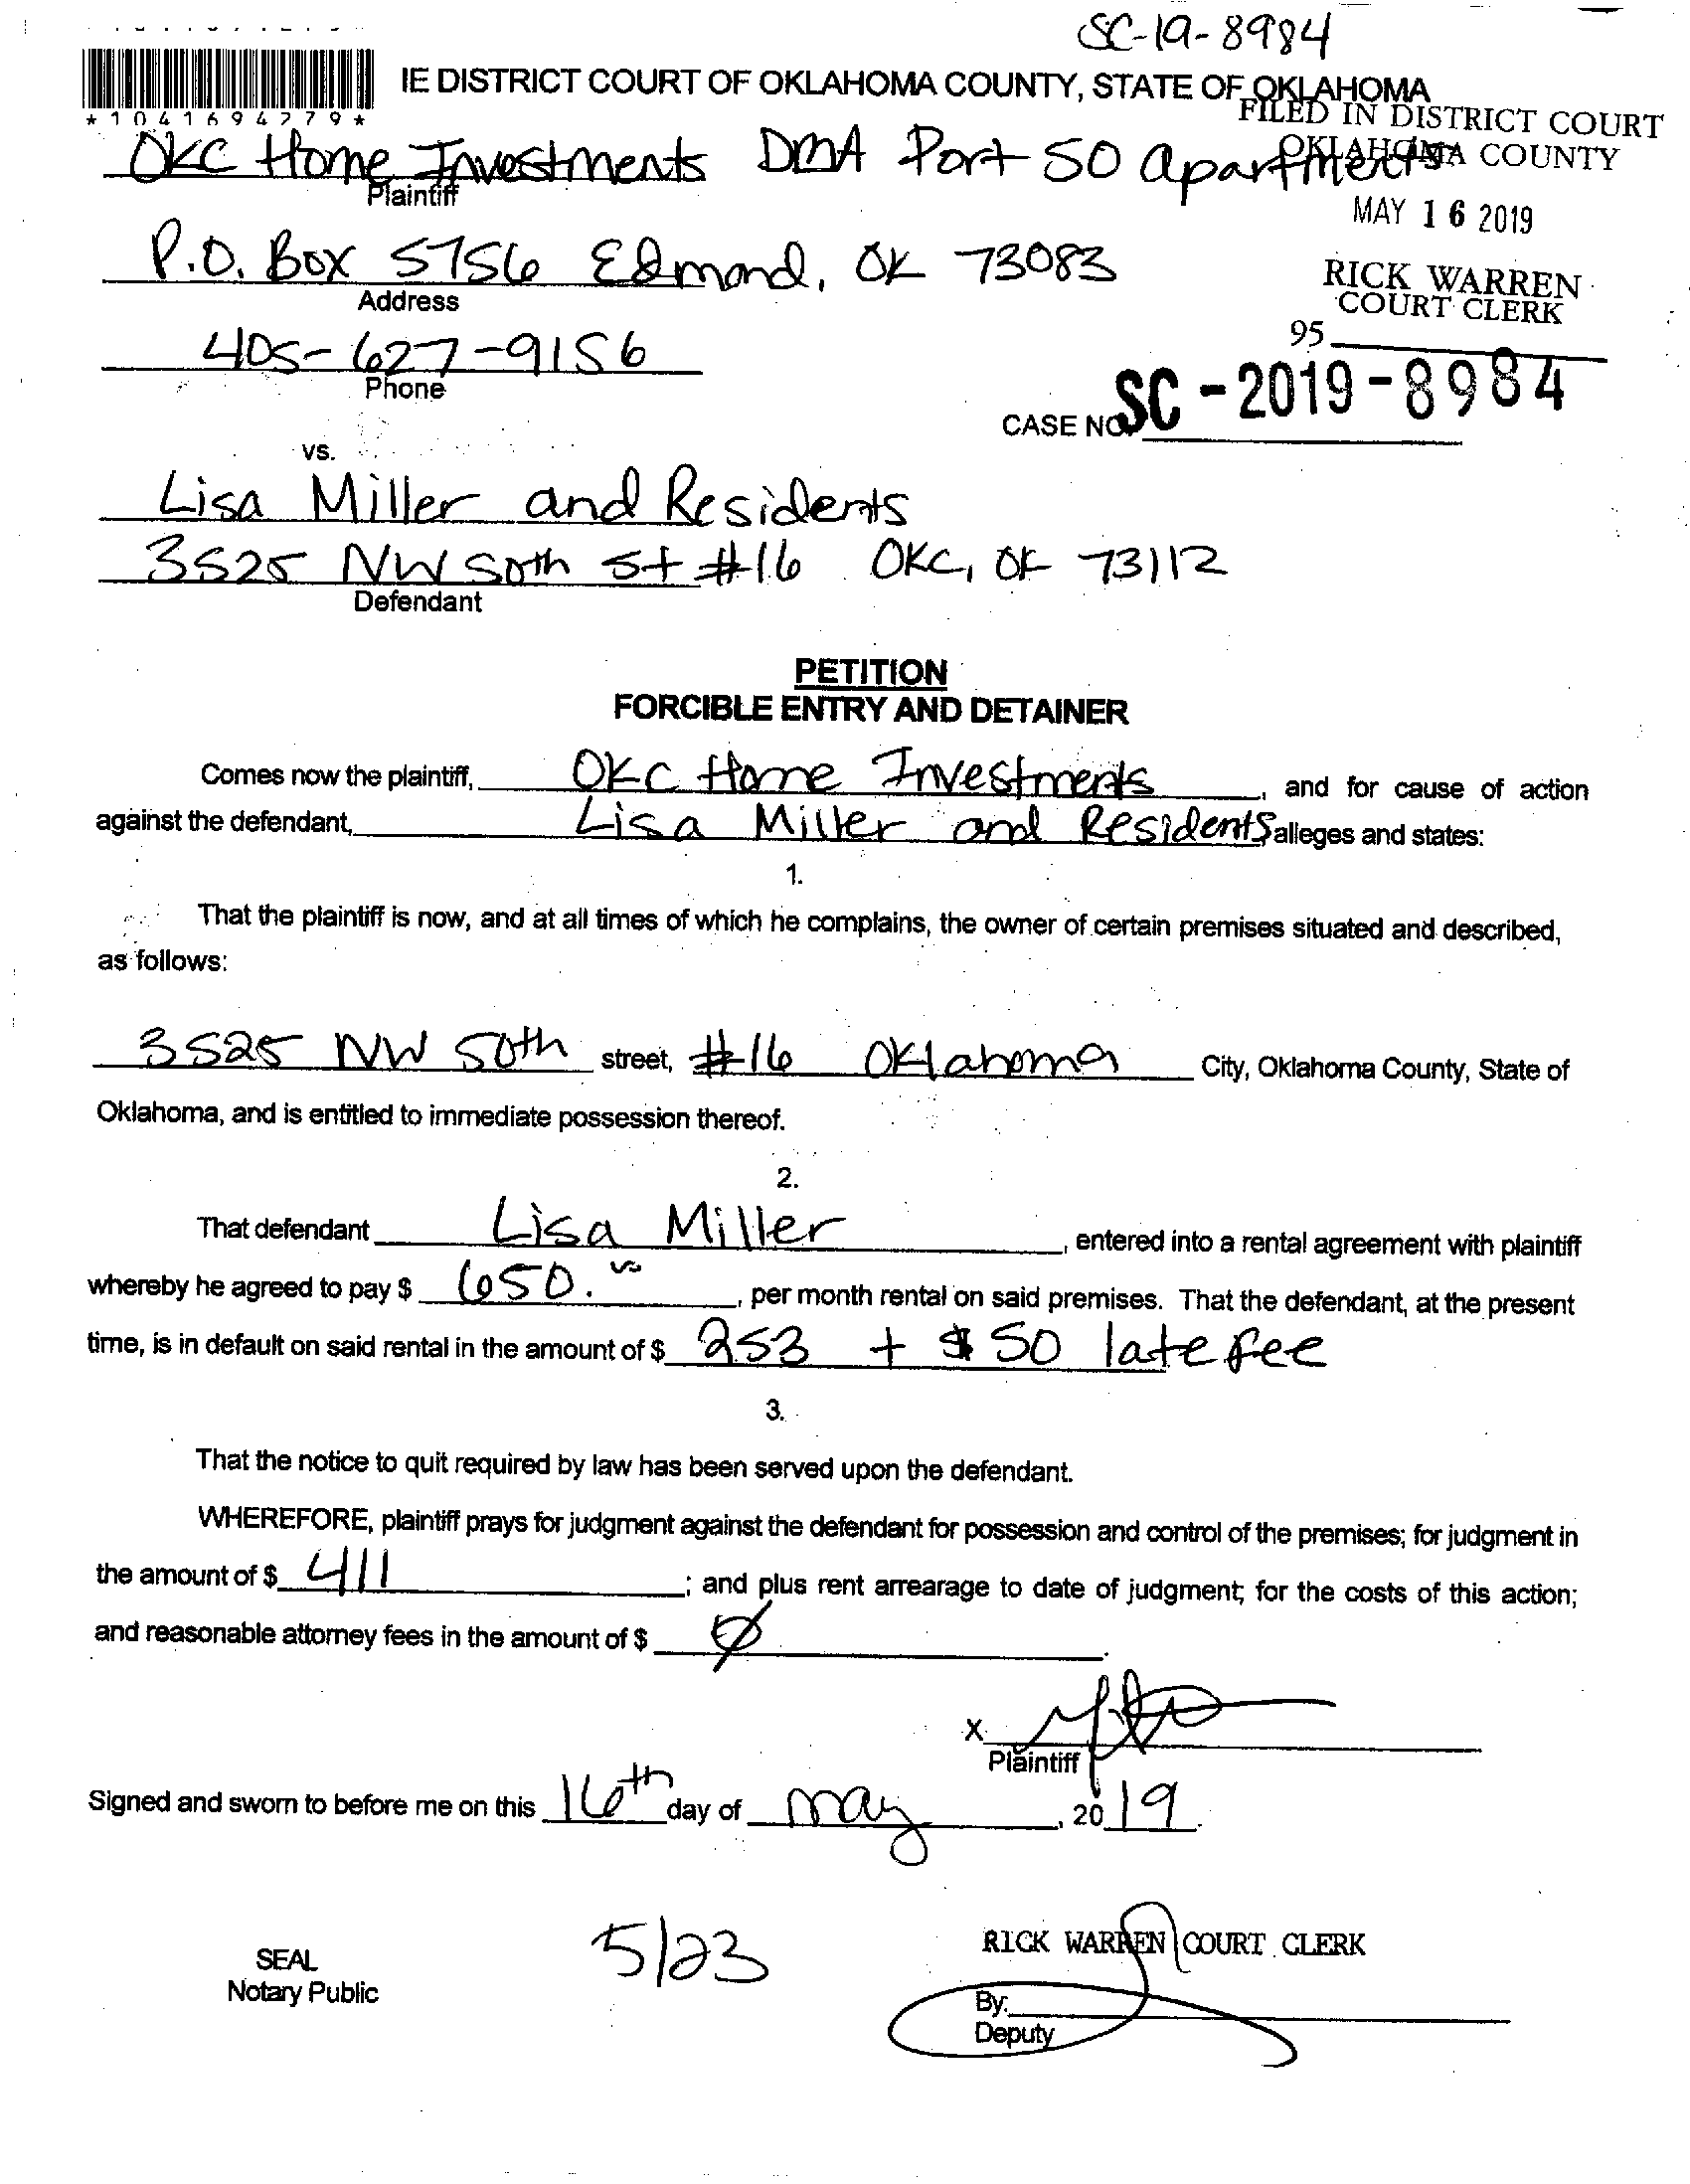 SC-19-8984
IE DISTRICT COURT OF OKLAHOMA COUNTY, STATE OF OKLAHOMA
*1041694279*
FILED IN DISTRICT COURT
OKLAHOMA COUNTY
OKC Home Investments DMA Port 50 apartments
Plaintiff
MAY 16 2019
P.O. Box 5756 Edmond, OK 73083
Address
RICK WARREN
COURT CLERK
95
405-627-9156
Phone
CASE NO. SC-2019-8984
vs.
Lisa Miller and Residents
3525 NW 50th St #16 OKC, OK 73112
Defendant
PETITION
FORCIBLE ENTRY AND DETAINER
Comes now the plaintiff, OKC Home Investments, and for cause of action
against the defendant, Lisa Miller and Residents alleges and states:
1.
That the plaintiff is now, and at all times of which he complains, the owner of certain premises situated and described,
as follows:
3525 NW 50th street, #16 Oklahoma City, Oklahoma County, State of
Oklahoma, and is entitled to immediate possession thereof.
2.
That defendant Lisa Miller, entered into a rental agreement with plaintiff
whereby he agreed to pay $ 650.00, per month rental on said premises. That the defendant, at the present
time, is in default on said rental in the amount of $ 253 + $50 late fee
3.
That the notice to quit required by law has been served upon the defendant.
WHEREFORE, plaintiff prays for judgment against the defendant for possession and control of the premises; for judgment in
the amount of $ 411; and plus rent arrearage to date of judgment; for the costs of this action;
and reasonable attorney fees in the amount of $ Ø.
X
Plaintiff
Signed and sworn to before me on this 16th day of may, 2019.
5/23
RICK WARREN COURT CLERK
SEAL
Notary Public
By:
Deputy